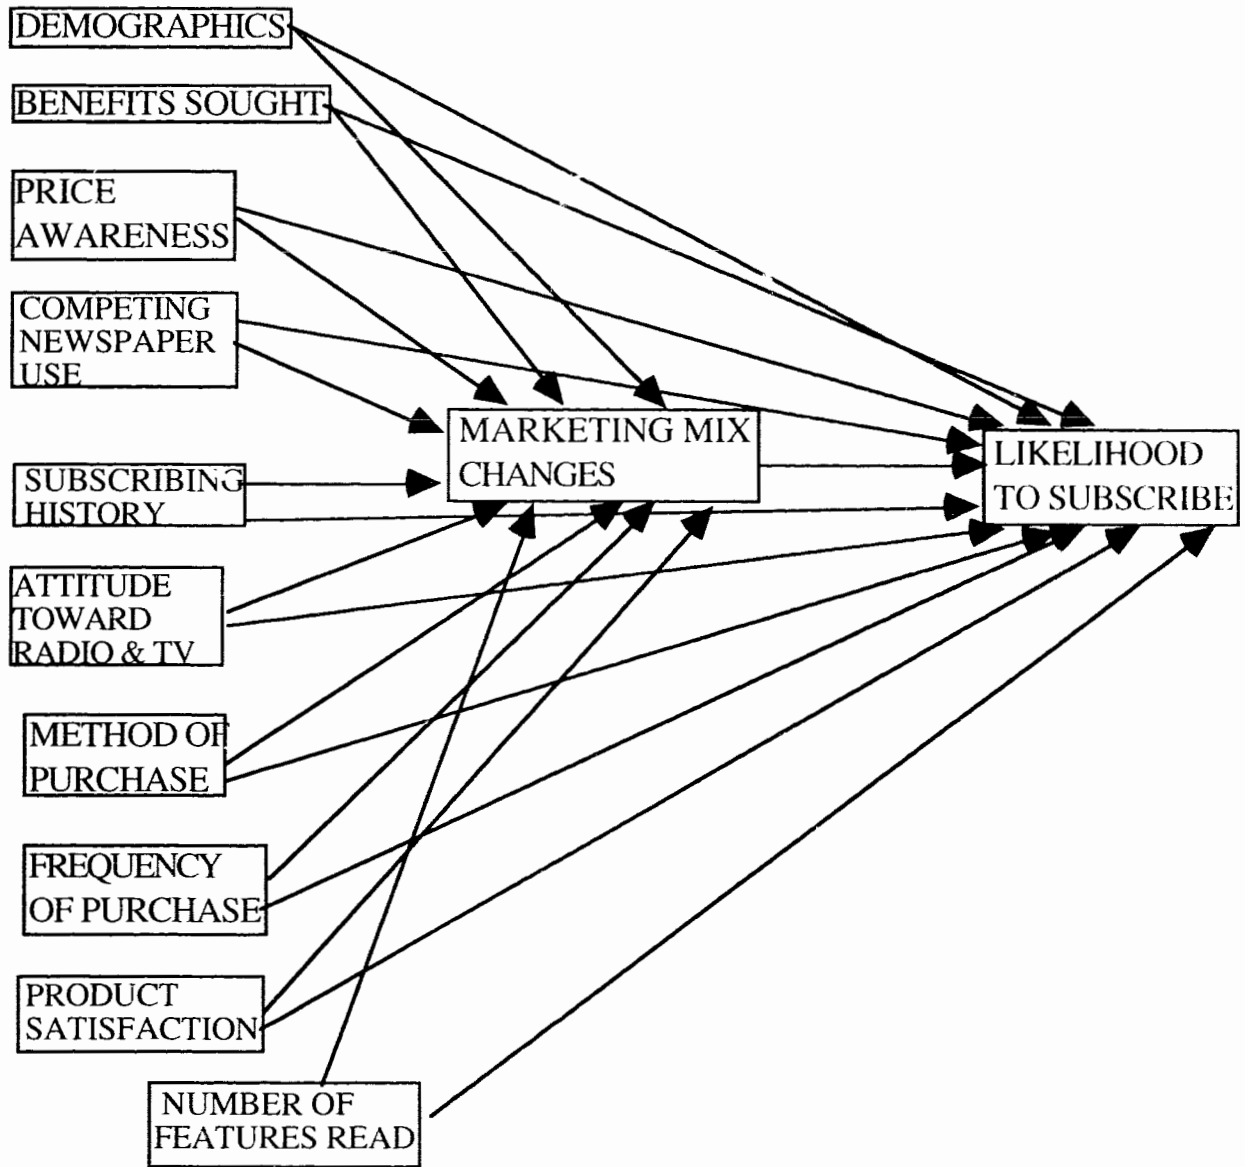 DEMOGRAPHICS
BENEFITS SOUGHT
PRICE
AWARENESS
COMPETING
NEWSPAPER
USE
SUBSCRIBING
HISTORY
ATTITUDE
TOWARD
RADIO & TV
METHOD OF
PURCHASE
FREQUENCY
OF PURCHASE
PRODUCT
SATISFACTION
NUMBER OF
FEATURES READ
MARKETING MIX
CHANGES
LIKELIHOOD
TO SUBSCRIBE